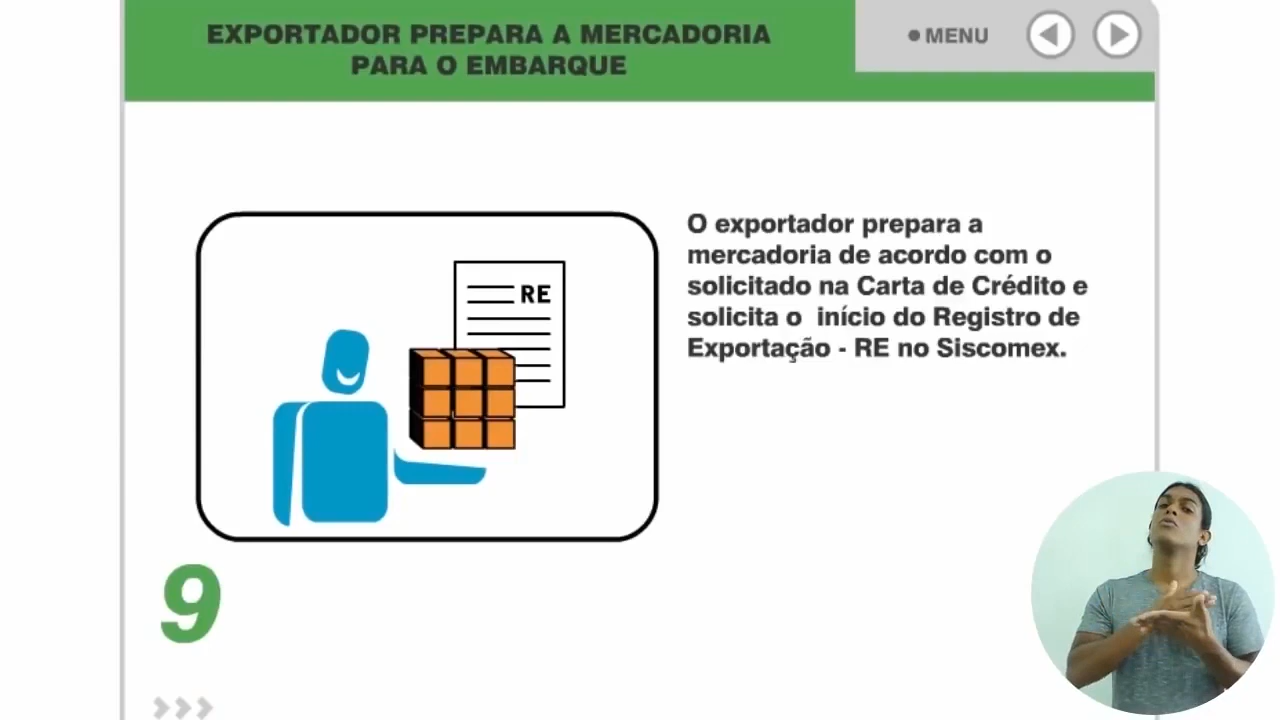 EXPORTADOR PREPARA A MERCADORIA
PARA O EMBARQUE
• MENU
O exportador prepara a
mercadoria de acordo com o
solicitado na Carta de Crédito e
solicita o  início do Registro de
Exportação - RE no Siscomex.
RE
9